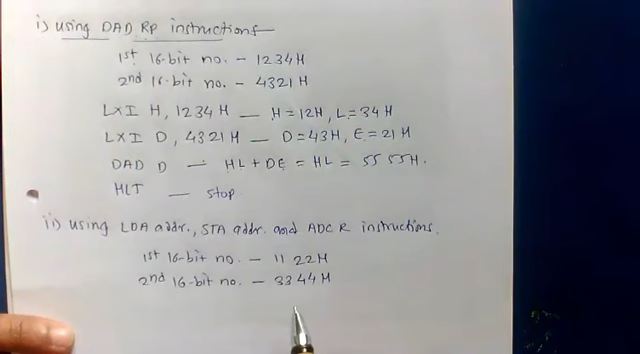 i) using DAD Rp instructions
1st 16-bit no. - 1234H
2nd 16-bit no. - 4321H
LXI H, 1234H — H=12H, L=34H
LXI D, 4321H — D=43H, E=21H
DAD D — HL+DE = HL = 5555H.
HLT — stop
ii) using LDA addr., STA addr. and ADC R instructions.
1st 16-bit no. - 1122H
2nd 16-bit no. - 3344H